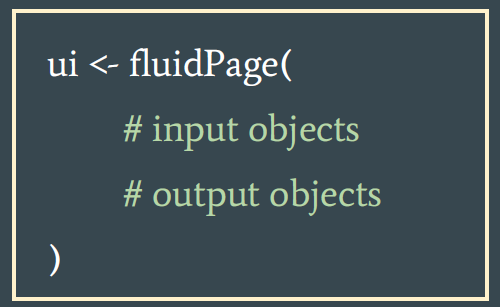 ui <- fluidPage(
# input objects
# output objects
)